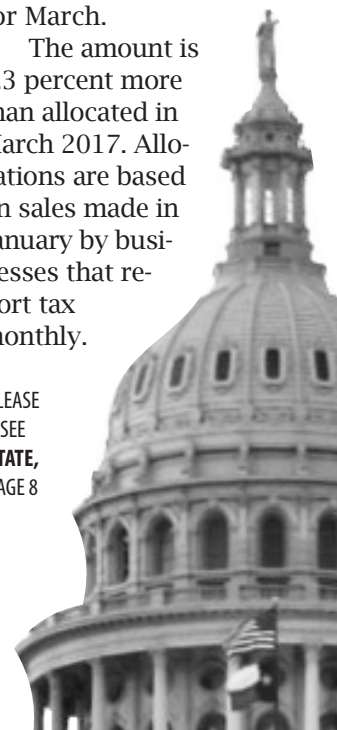 or March.
The amount is
.3 percent more
han allocated in
March 2017. Allo-
ations are based
n sales made in
anuary by busi-
esses that re-
ort tax
monthly.
LEASE
SEE
TATE,
AGE 8